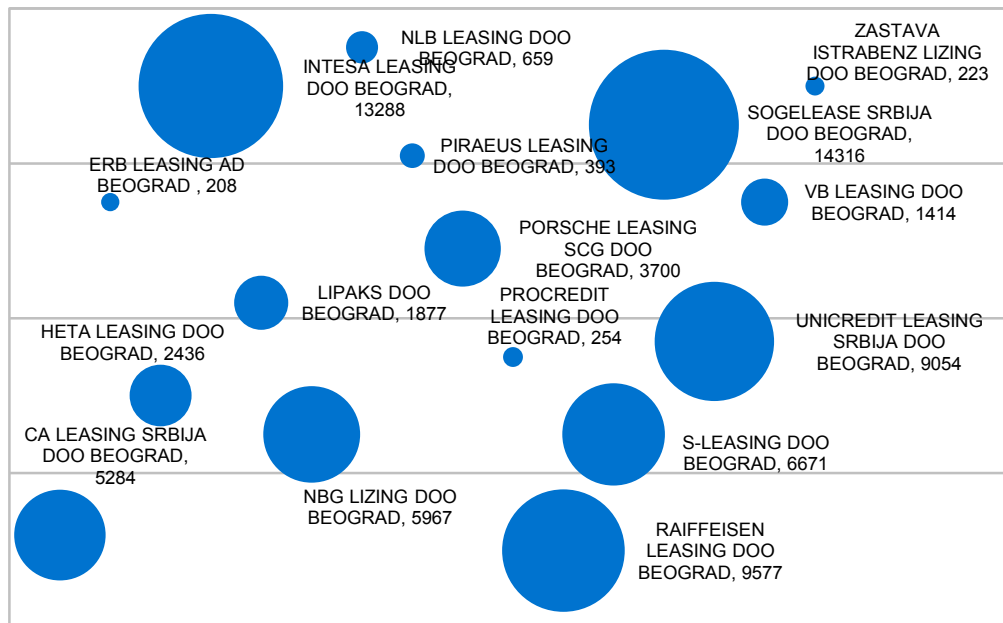 NLB LEASING DOO
BEOGRAD, 659
INTESA LEASING
DOO BEOGRAD,
13288
ZASTAVA
ISTRABENZ LIZING
DOO BEOGRAD, 223
SOGELEASE SRBIJA
DOO BEOGRAD,
14316
PIRAEUS LEASING
DOO BEOGRAD, 393
ERB LEASING AD
BEOGRAD , 208
VB LEASING DOO
BEOGRAD, 1414
PORSCHE LEASING
SCG DOO
BEOGRAD, 3700
LIPAKS DOO
BEOGRAD, 1877
PROCREDIT
LEASING DOO
BEOGRAD, 254
HETA LEASING DOO
BEOGRAD, 2436
UNICREDIT LEASING
SRBIJA DOO
BEOGRAD, 9054
CA LEASING SRBIJA
DOO BEOGRAD,
5284
S-LEASING DOO
BEOGRAD, 6671
NBG LIZING DOO
BEOGRAD, 5967
RAIFFEISEN
LEASING DOO
BEOGRAD, 9577